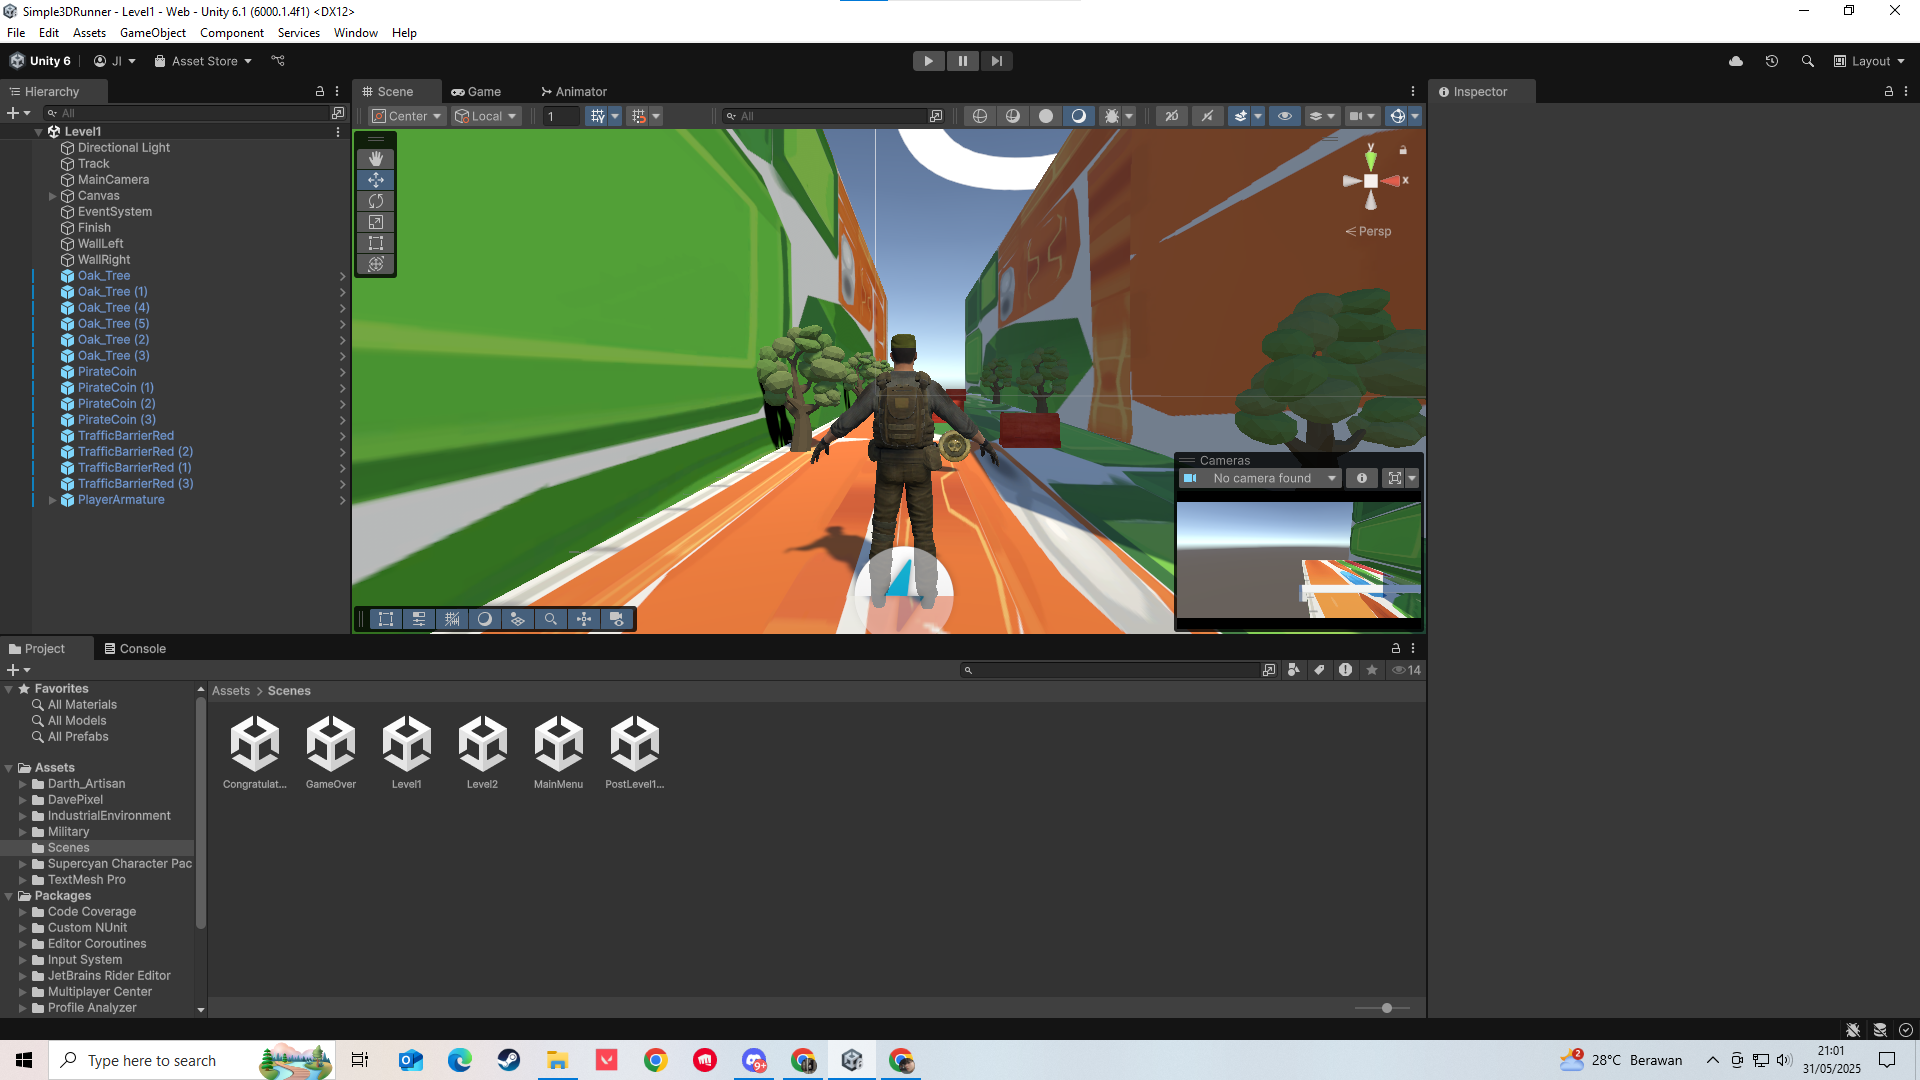 Simple3DRunner - Level1 - Web - Unity 6.1 (6000.1.4f1) <DX12>
File Edit Assets GameObject Component Services Window Help
Unity 6 JI Asset Store Layout
Hierarchy
All
Level1
Directional Light
Track
MainCamera
Canvas
EventSystem
Finish
WallLeft
WallRight
Oak_Tree
Oak_Tree (1)
Oak_Tree (4)
Oak_Tree (5)
Oak_Tree (2)
Oak_Tree (3)
PirateCoin
PirateCoin (1)
PirateCoin (2)
PirateCoin (3)
TrafficBarrierRed
TrafficBarrierRed (2)
TrafficBarrierRed (1)
TrafficBarrierRed (3)
PlayerArmature
Scene Game Animator
Center Local 1 All 2D
y
x
Persp
Cameras
No camera found
Inspector
Project Console
14
Favorites
All Materials
All Models
All Prefabs
Assets
Darth_Artisan
DavePixel
IndustrialEnvironment
Military
Scenes
Supercyan Character Pac
TextMesh Pro
Packages
Code Coverage
Custom NUnit
Editor Coroutines
Input System
JetBrains Rider Editor
Multiplayer Center
Profile Analyzer
Assets > Scenes
Congratulat... GameOver Level1 Level2 MainMenu PostLevel1...
Type here to search
9+
2
28°C Berawan
21:01
31/05/2025